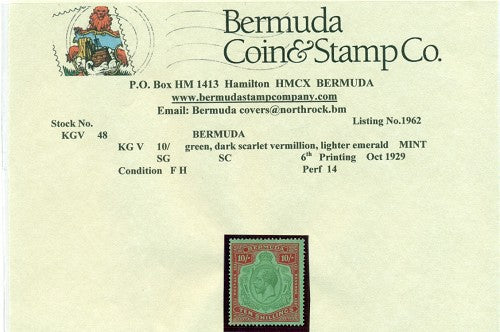 Bermuda
Coin&Stamp Co.
P.O. Box HM 1413 Hamilton HMCX BERMUDA
www.bermudastampcompany.com
Email: Bermuda covers@northrock.bm
Stock No. Listing No.1962
KGV 48 BERMUDA
KG V 10/ green, dark scarlet vermillion, lighter emerald MINT
SG SC 6th Printing Oct 1929
Condition F H Perf 14
BERMUDA
10/- 10/-
TEN SHILLINGS